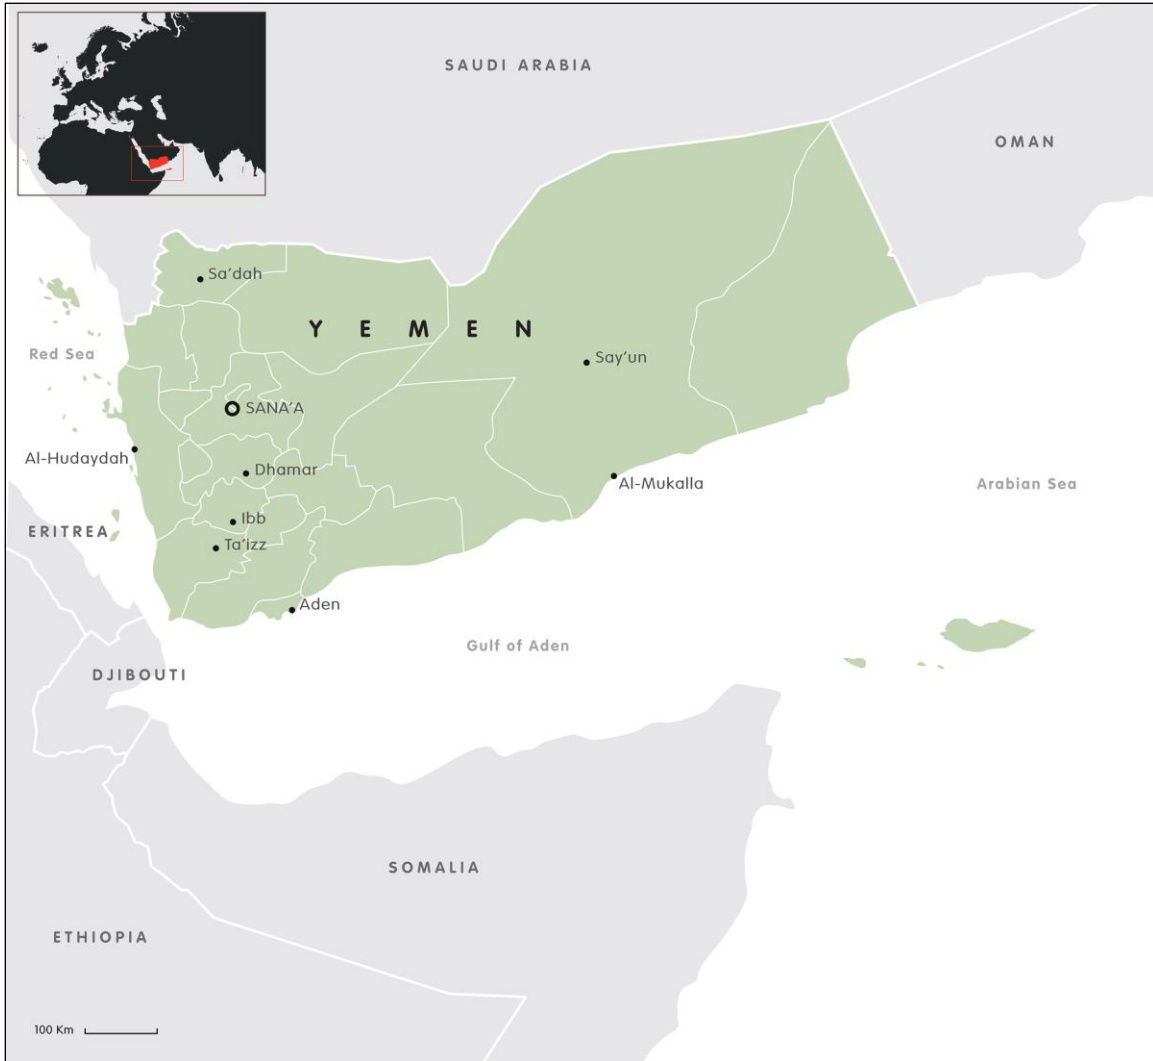 SAUDI ARABIA
OMAN
Sa'dah
YEMEN
Red Sea
Say'un
SANA'A
Al-Hudaydah
Dhamar
Al-Mukalla
Arabian Sea
Ibb
ERITREA
Ta'izz
Aden
Gulf of Aden
DJIBOUTI
SOMALIA
ETHIOPIA
100 Km